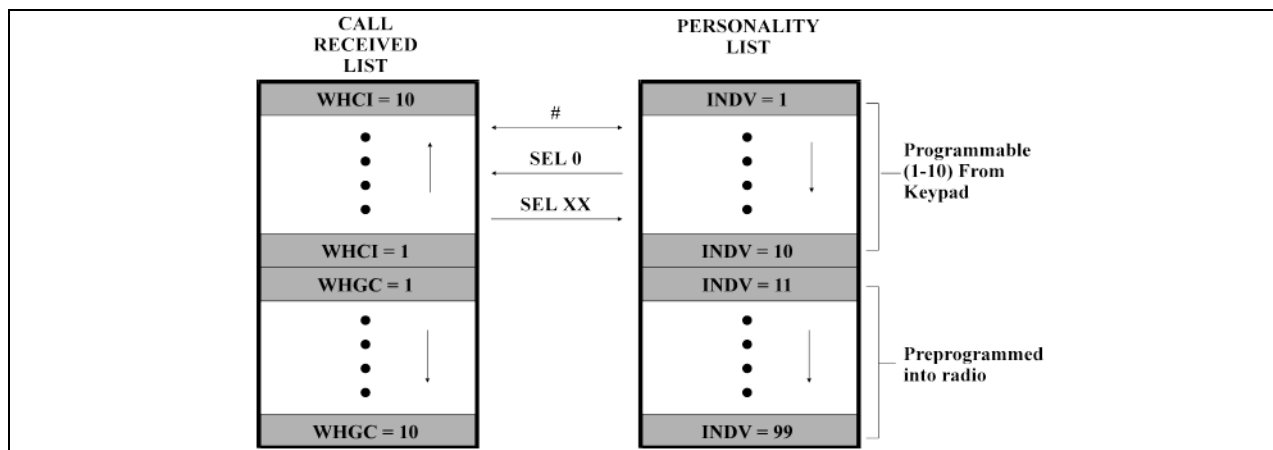 CALL
RECEIVED
LIST
WHCI = 10
WHCI = 1
WHGC = 1
WHGC = 10
#
SEL 0
SEL XX
PERSONALITY
LIST
INDV = 1
INDV = 10
INDV = 11
INDV = 99
Programmable
(1-10) From
Keypad
Preprogrammed
into radio